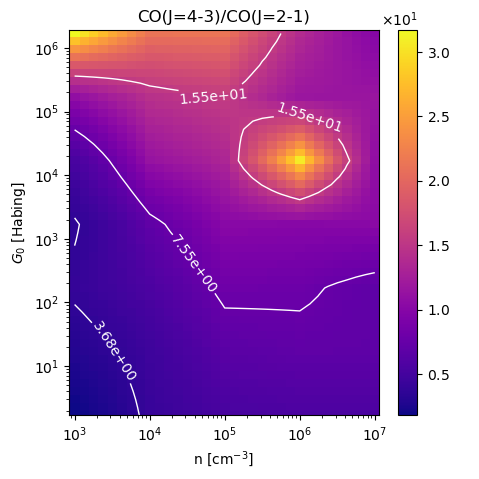 CO(J=4-3)/CO(J=2-1)
×10¹
10⁶
10⁵
10⁴
10³
10²
10¹
G₀ [Habing]
1.55e+01
1.55e+01
7.55e+00
3.68e+00
3.0
2.5
2.0
1.5
1.0
0.5
10³ 10⁴ 10⁵ 10⁶ 10⁷
n [cm⁻³]